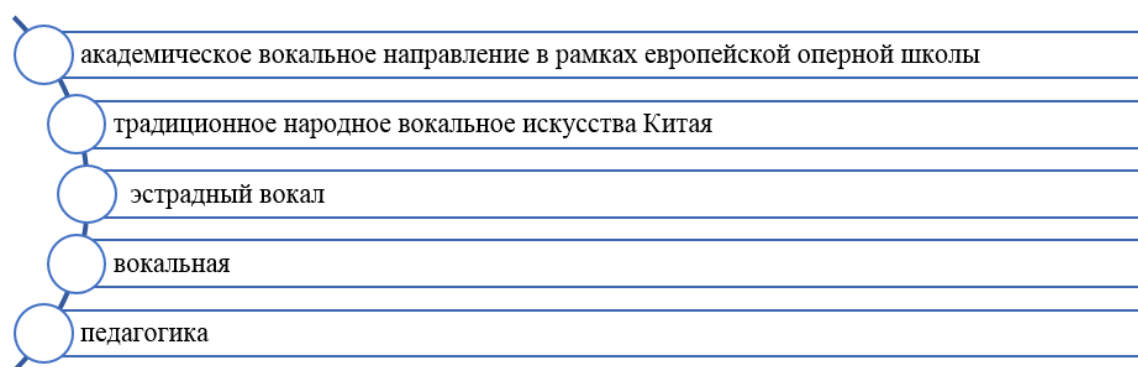 академическое вокальное направление в рамках европейской оперной школы
традиционное народное вокальное искусства Китая
эстрадный вокал
вокальная
педагогика